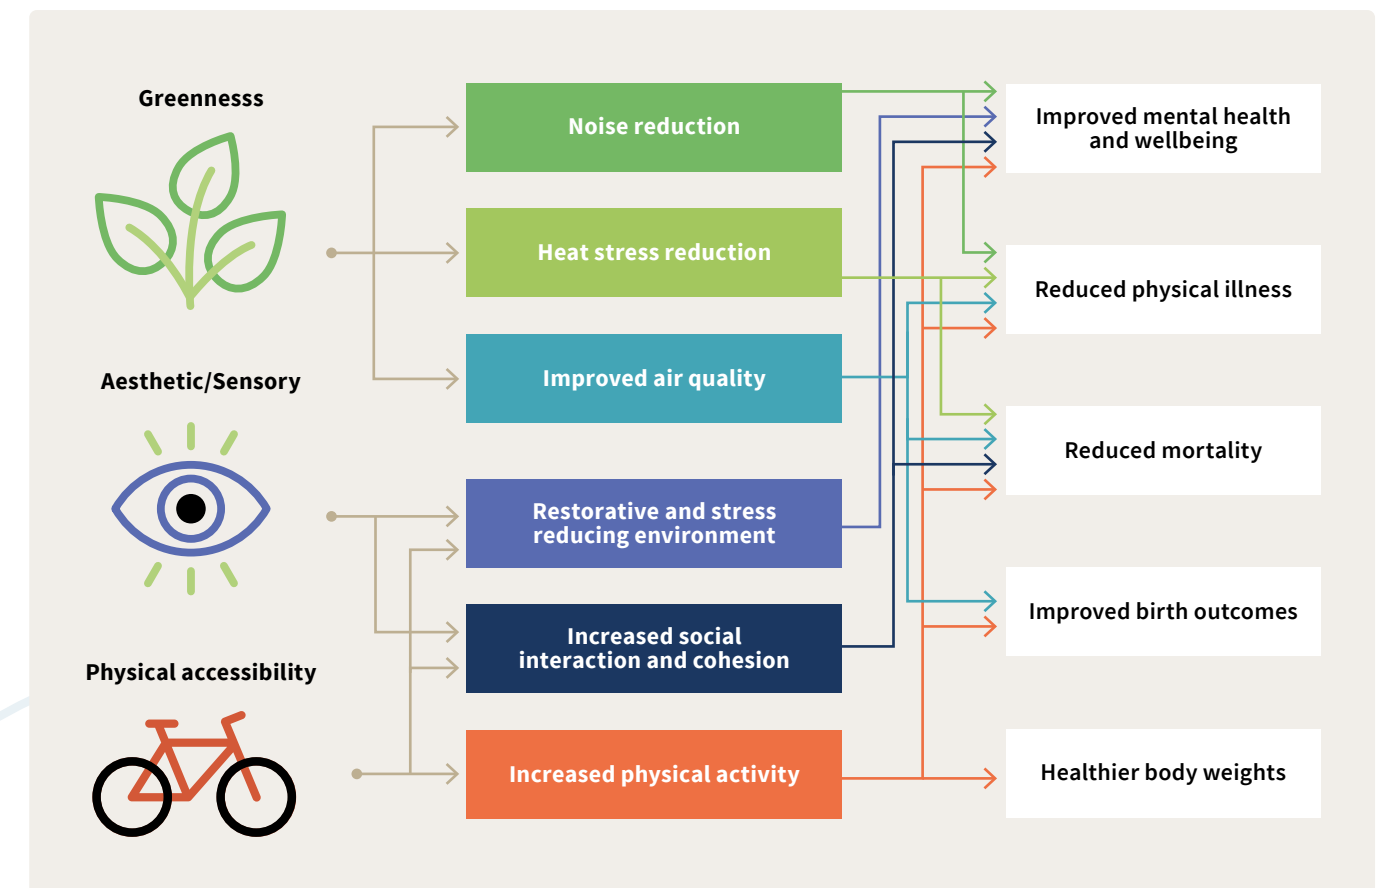 Greennesss
Aesthetic/Sensory
Physical accessibility
Noise reduction
Heat stress reduction
Improved air quality
Restorative and stress
reducing environment
Increased social
interaction and cohesion
Increased physical activity
Improved mental health
and wellbeing
Reduced physical illness
Reduced mortality
Improved birth outcomes
Healthier body weights